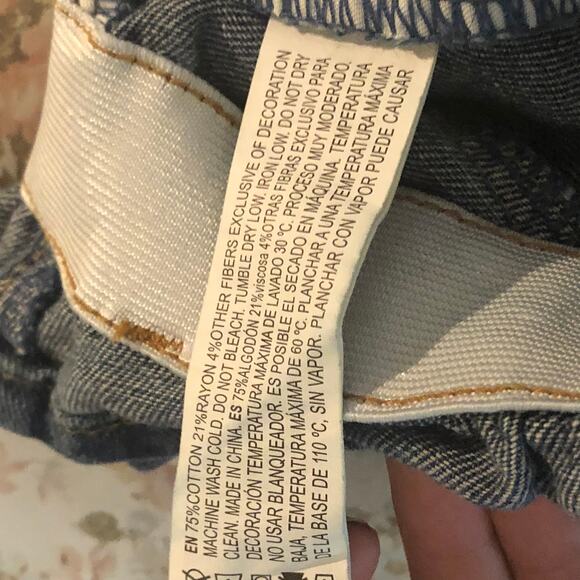 EN 75%COTTON 21%RAYON 4%OTHER FIBERS EXCLUSIVE OF DECORATION
MACHINE WASH COLD, DO NOT BLEACH, TUMBLE DRY LOW. IRON LOW. DO NOT DRY
CLEAN. MADE IN CHINA. ES 75%ALGODÓN 21%viscosa 4%OTRAS FIBRAS EXCLUSIVO PARA
DECORACIÓN TEMPERATURA MÁXIMA DE LAVADO 30 ºC. PROCESO MUY MODERADO.
NO USAR BLANQUEADOR. ES POSIBLE EL SECADO EN MÁQUINA, TEMPERATURA
BAJA, TEMPERATURA MÁXIMA DE 60 ºC. PLANCHAR A UNA TEMPERATURA MÁXIMA
DE LA BASE DE 110 ºC, SIN VAPOR. PLANCHAR CON VAPOR PUEDE CAUSAR